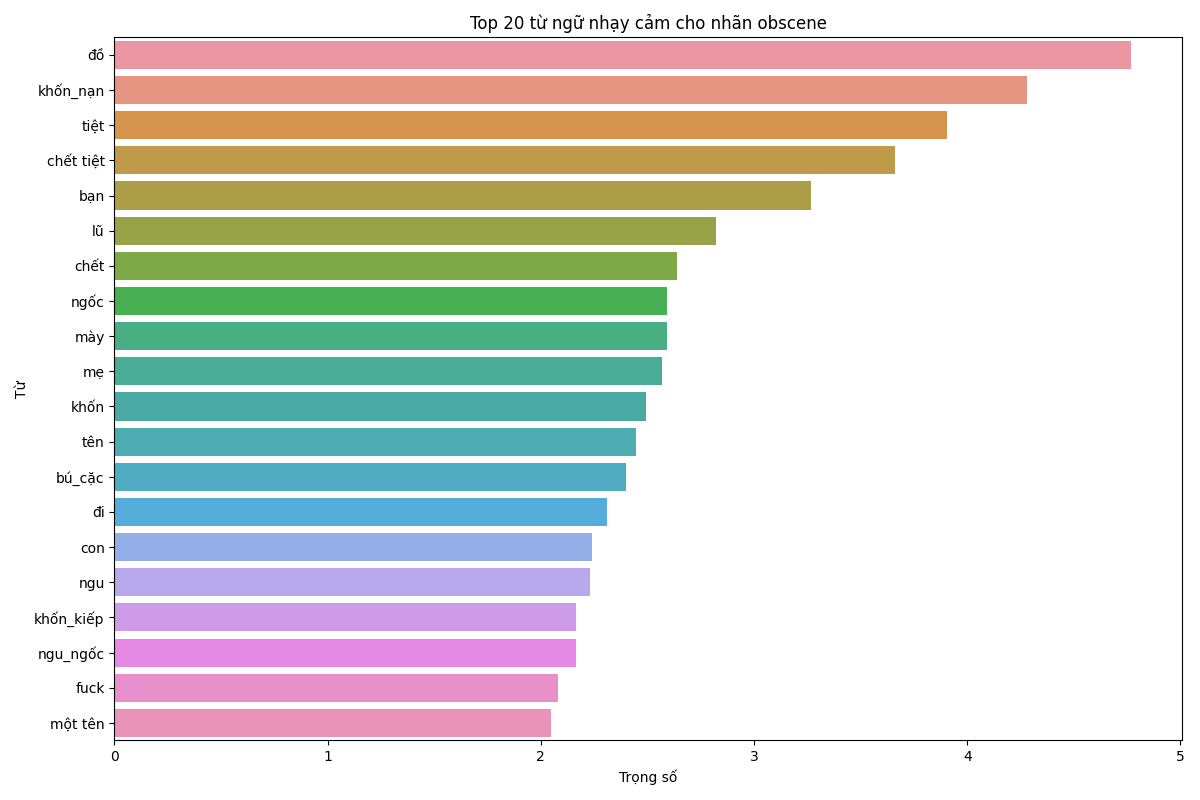 Top 20 từ ngữ nhạy cảm cho nhãn obscene
đồ
khốn_nạn
tiệt
chết tiệt
bạn
lũ
chết
ngốc
mày
mẹ
khốn
tên
bú_cặc
đi
con
ngu
khốn_kiếp
ngu_ngốc
fuck
một tên
Từ
0 1 2 3 4 5
Trọng số